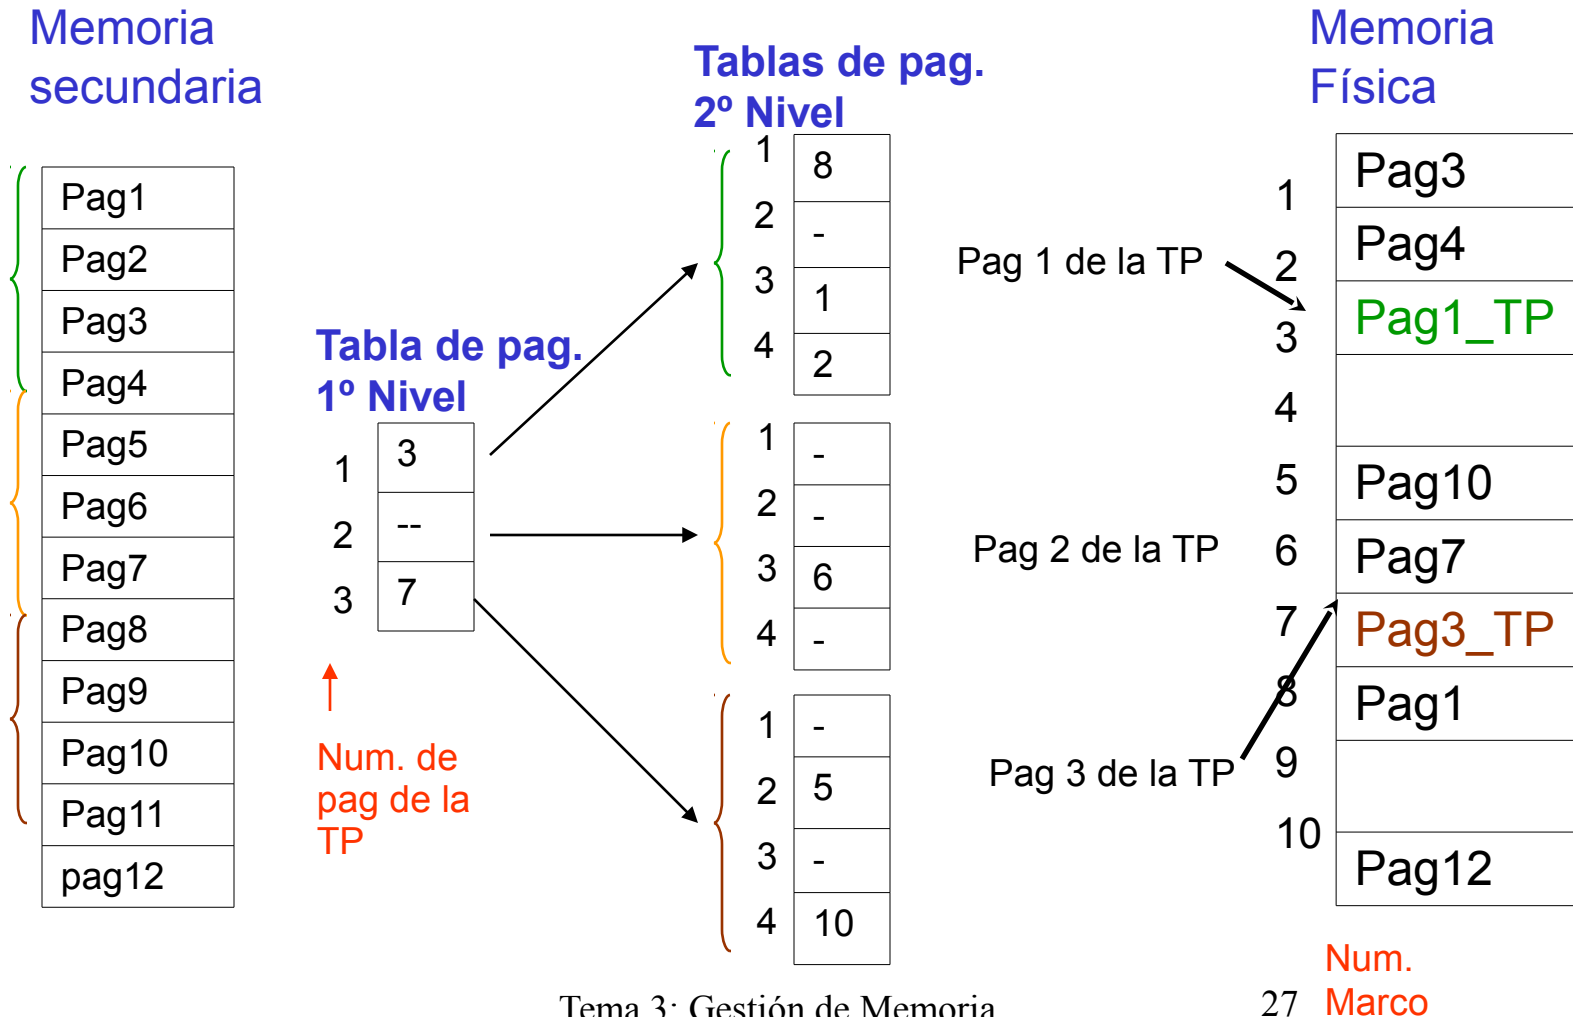 Memoria
secundaria
Pag1
Pag2
Pag3
Pag4
Pag5
Pag6
Pag7
Pag8
Pag9
Pag10
Pag11
pag12
Tabla de pag.
1º Nivel
1 3
2 --
3 7
Num. de
pag de la
TP
Tablas de pag.
2º Nivel
1 8
2 -
3 1
4 2
1 -
2 -
3 6
4 -
1 -
2 5
3 -
4 10
Pag 1 de la TP
Pag 2 de la TP
Pag 3 de la TP
Memoria
Física
1 Pag3
2 Pag4
3 Pag1_TP
4
5 Pag10
6 Pag7
7 Pag3_TP
8 Pag1
9
10 Pag12
Num.
Marco
Tema 3: Gestión de Memoria
27